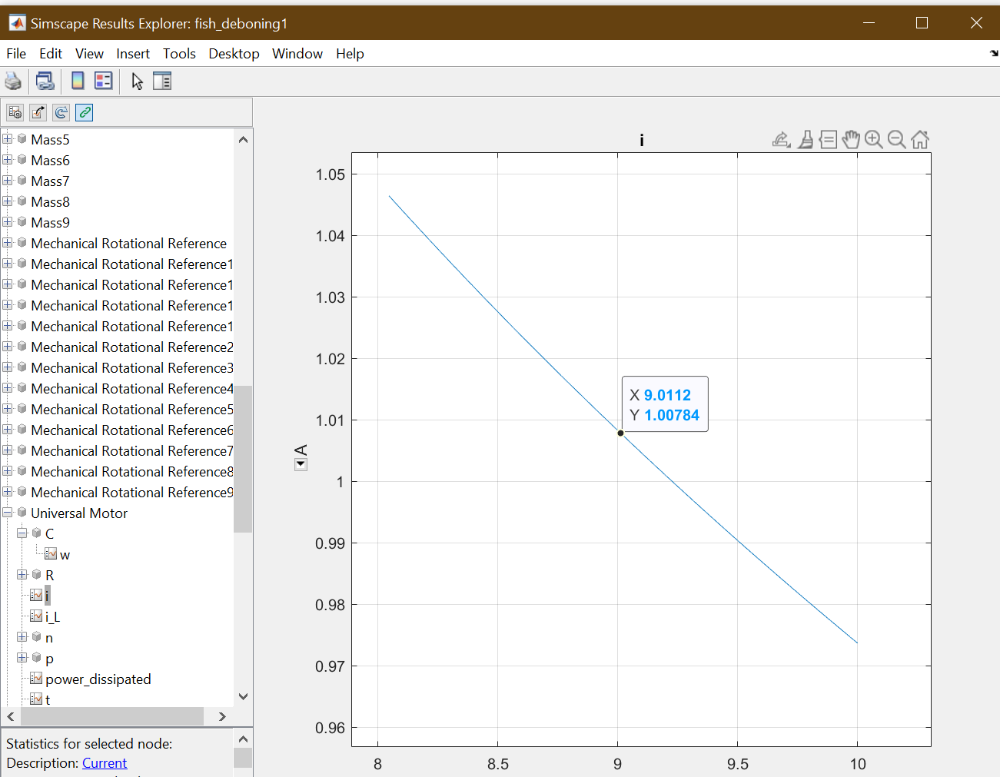 Simscape Results Explorer: fish_deboning1
File Edit View Insert Tools Desktop Window Help
Mass5
Mass6
Mass7
Mass8
Mass9
Mechanical Rotational Reference
Mechanical Rotational Reference1
Mechanical Rotational Reference1
Mechanical Rotational Reference1
Mechanical Rotational Reference1
Mechanical Rotational Reference2
Mechanical Rotational Reference3
Mechanical Rotational Reference4
Mechanical Rotational Reference5
Mechanical Rotational Reference6
Mechanical Rotational Reference7
Mechanical Rotational Reference8
Mechanical Rotational Reference9
Universal Motor
C
w
R
i
i_L
n
p
power_dissipated
t
Statistics for selected node:
Description: Current
i
1.05
1.04
1.03
1.02
1.01
1
0.99
0.98
0.97
0.96
A
X 9.0112
Y 1.00784
8 8.5 9 9.5 10